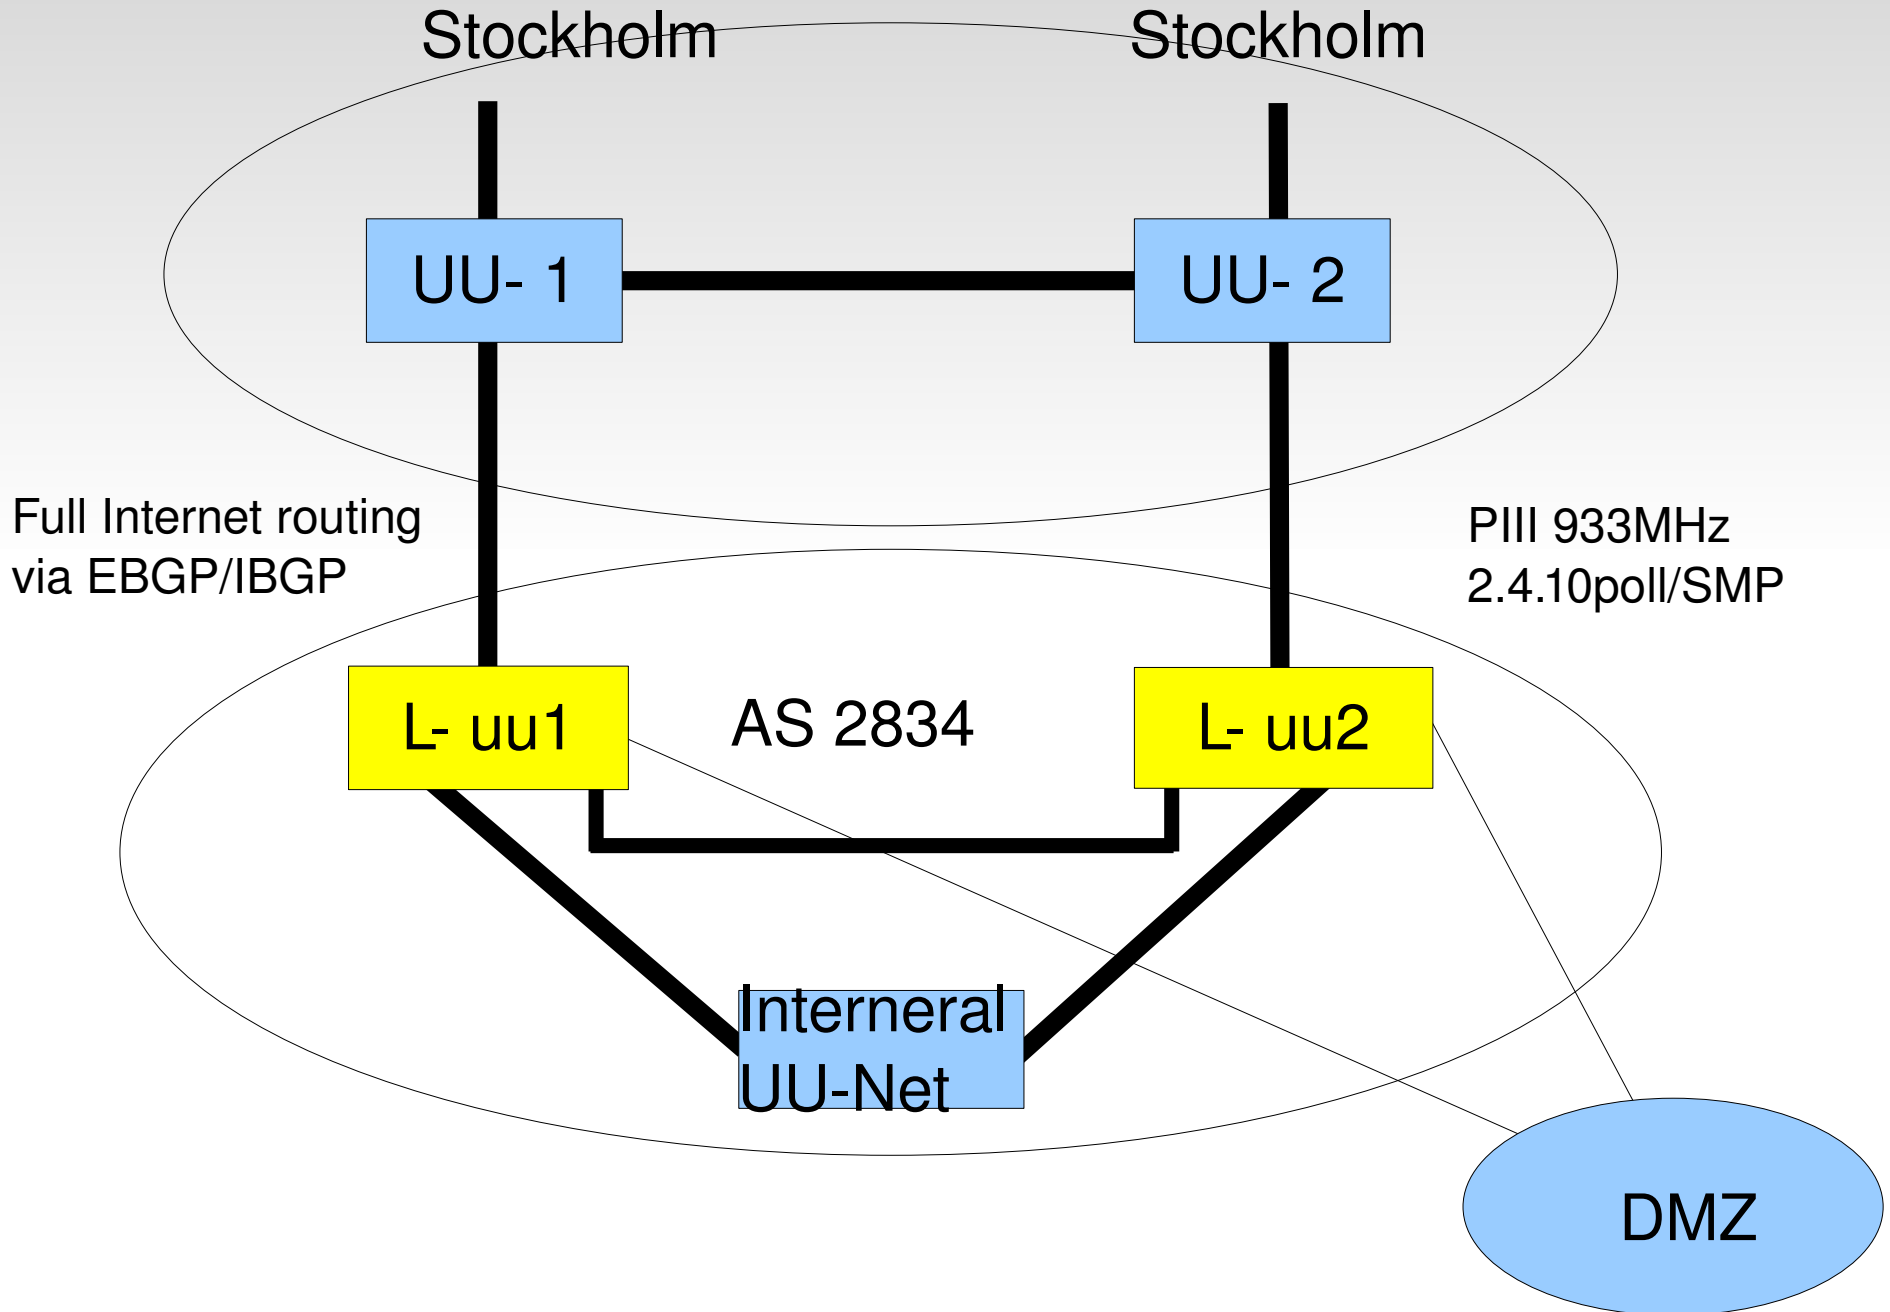 Stockholm
Stockholm
UU- 1
UU- 2
Full Internet routing
via EBGP/IBGP
PIII 933MHz
2.4.10poll/SMP
L- uu1
AS 2834
L- uu2
Interneral
UU-Net
DMZ